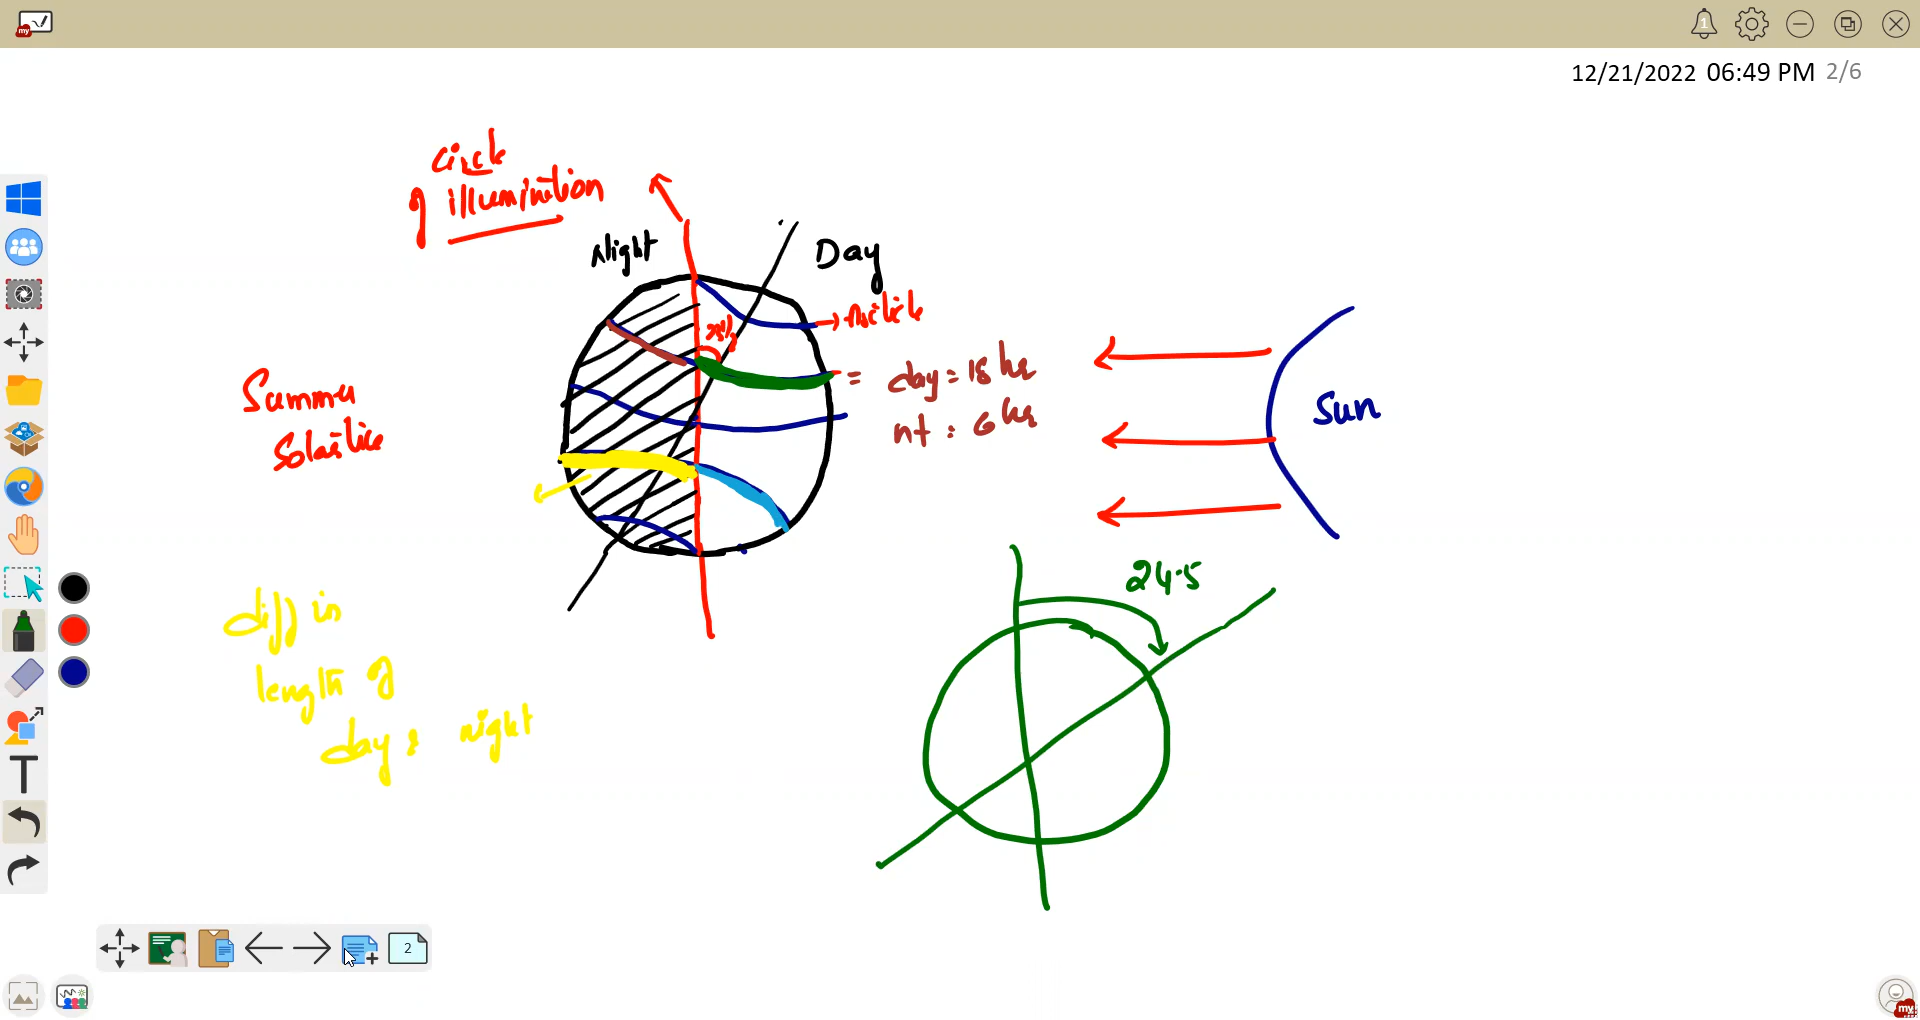 12/21/2022 06:49 PM 2/6
circle
of illumination
Night
Day
23½
Arctic
day = 18 hr
nt : 6 hr
Summer
Solstice
Sun
24.5
diff in
length of
day & night
2